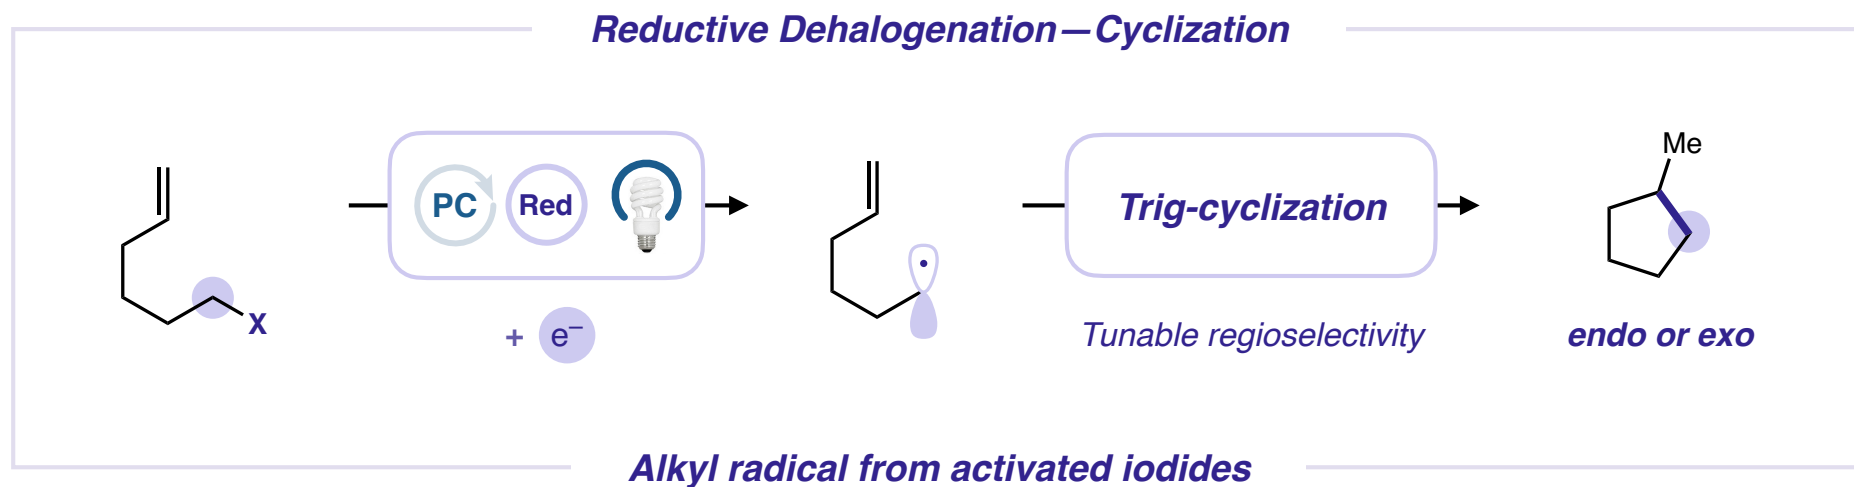 Reductive Dehalogenation—Cyclization
Me
PC
Red
Trig-cyclization
X
+ e⁻
Tunable regioselectivity
endo or exo
Alkyl radical from activated iodides